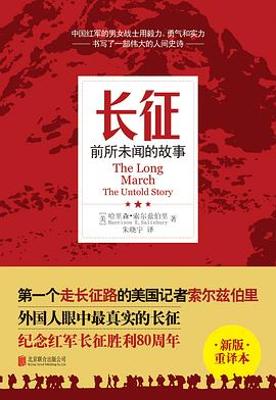 中国红军的男女战士用毅力、勇气和实力
书写了一部伟大的人间史诗
长征
前所未闻的故事
The Long
March
The Untold Story
[美]哈里森·索尔兹伯里 著
Harrison E. Salisbury
朱晓宇 译
第一个走长征路的美国记者索尔兹伯里
外国人眼中最真实的长征
纪念红军长征胜利80周年
新版
重译本
北京联合出版公司